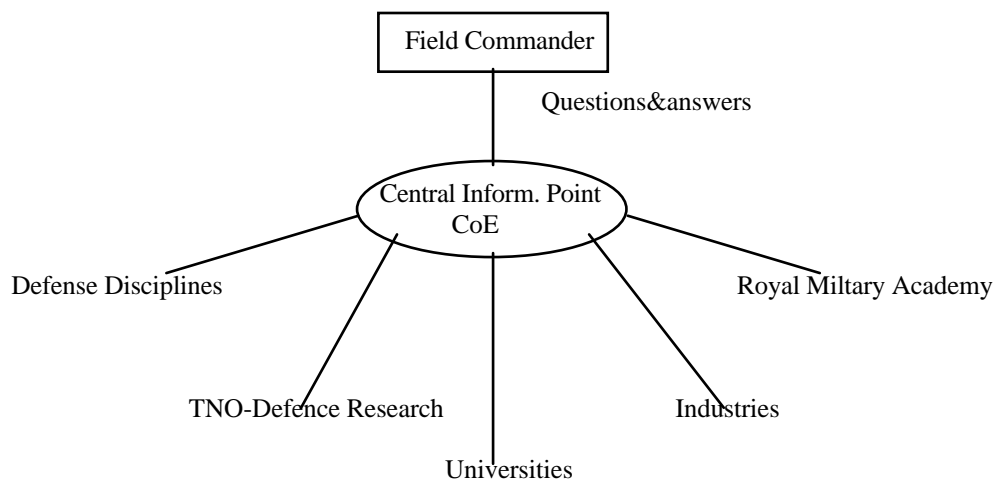 Field Commander
Questions&answers
Central Inform. Point
CoE
Defense Disciplines
Royal Miltary Academy
TNO-Defence Research
Industries
Universities